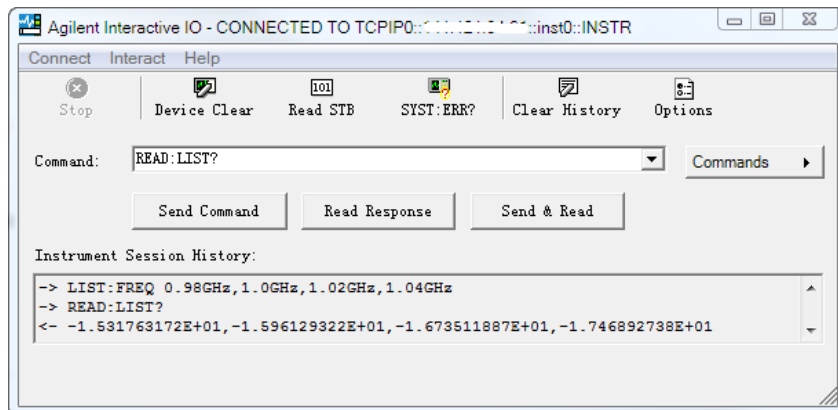 Agilent Interactive IO - CONNECTED TO TCPIP0:: ::inst0::INSTR
Connect Interact Help
Stop Device Clear Read STB SYST:ERR? Clear History Options
101
Command: READ:LIST? Commands
Send Command Read Response Send & Read
Instrument Session History:
-> LIST:FREQ 0.98GHz,1.0GHz,1.02GHz,1.04GHz
-> READ:LIST?
<- -1.531763172E+01,-1.596129322E+01,-1.673511887E+01,-1.746892738E+01